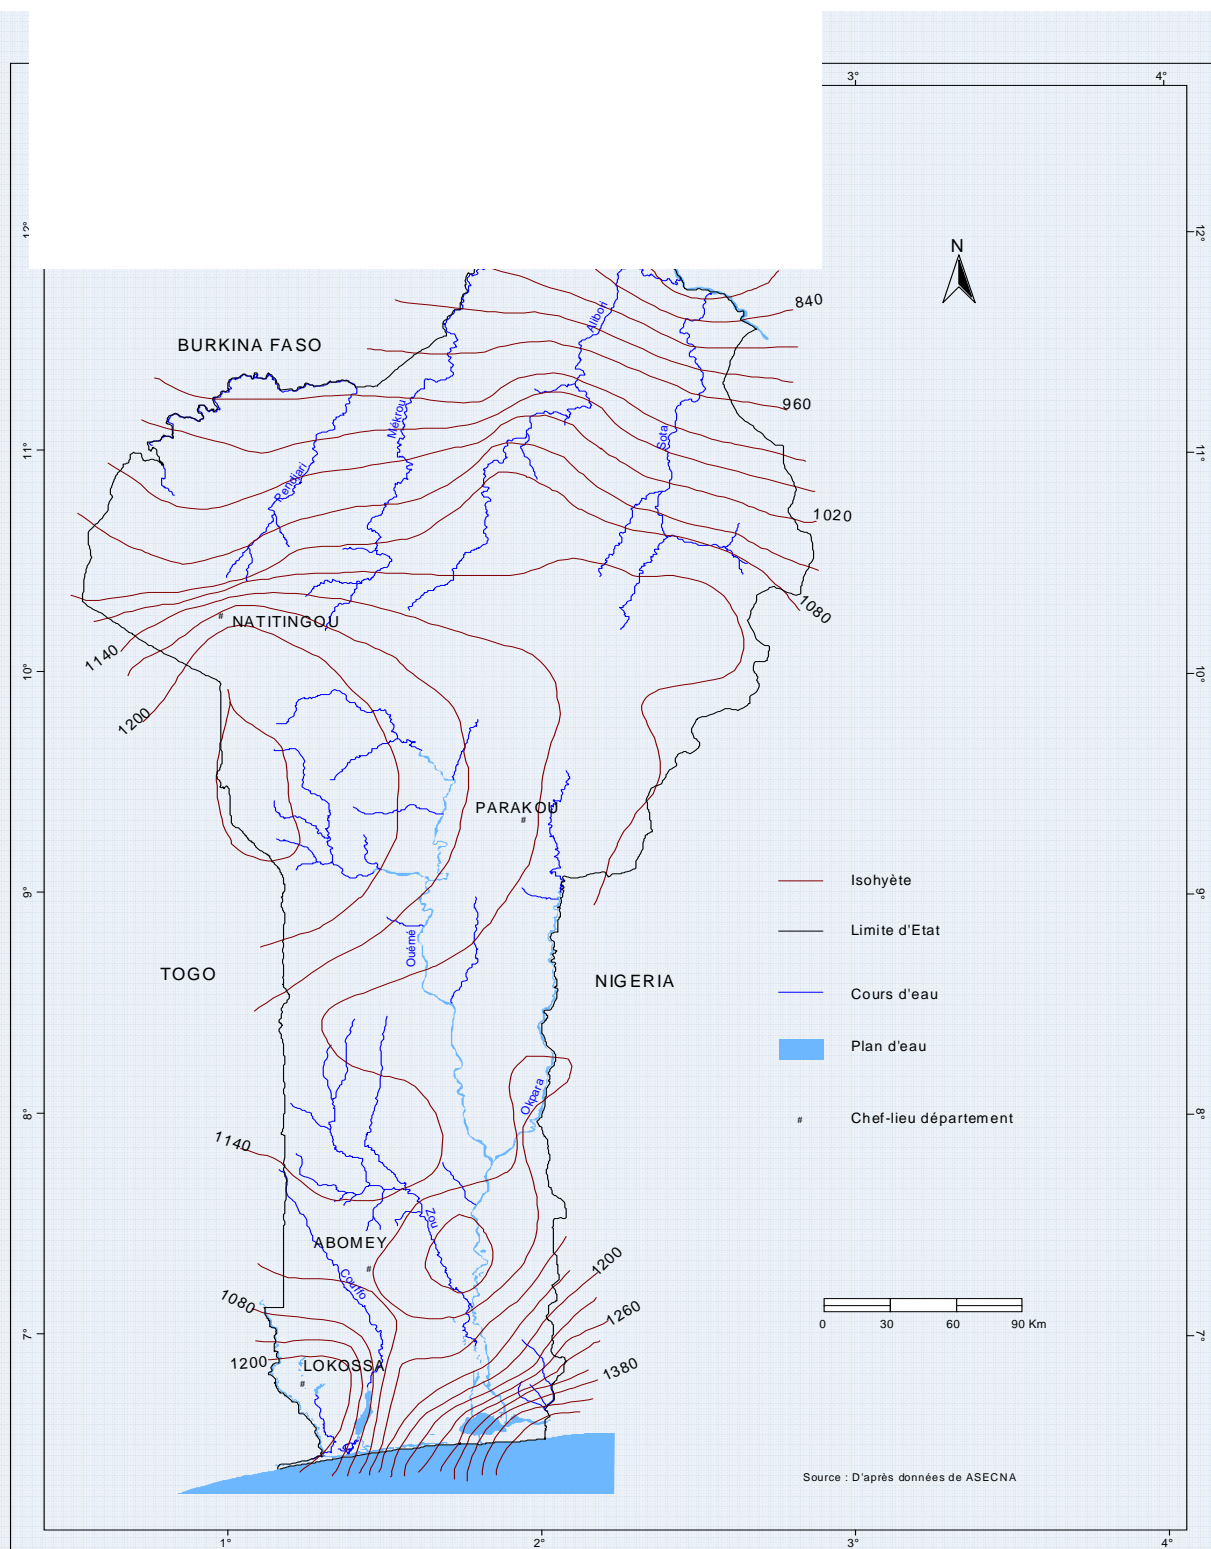 3°
4°
12°
12°
N
840
BURKINA FASO
Alibori
960
Mékrou
11°
11°
Sota
Pendjari
1020
1080
NATITINGOU
1140
10°
10°
1200
PARAKOU
Isohyète
9°
9°
Limite d'Etat
Ouémé
TOGO
NIGERIA
Cours d'eau
Plan d'eau
Okpara
8°
8°
Chef-lieu département
1140
Zou
ABOMEY
1200
Couffo
1080
1260
0 30 60 90 Km
7°
7°
1200
LOKOSSA
1380
Source : D'après données de ASECNA
1°
2°
3°
4°